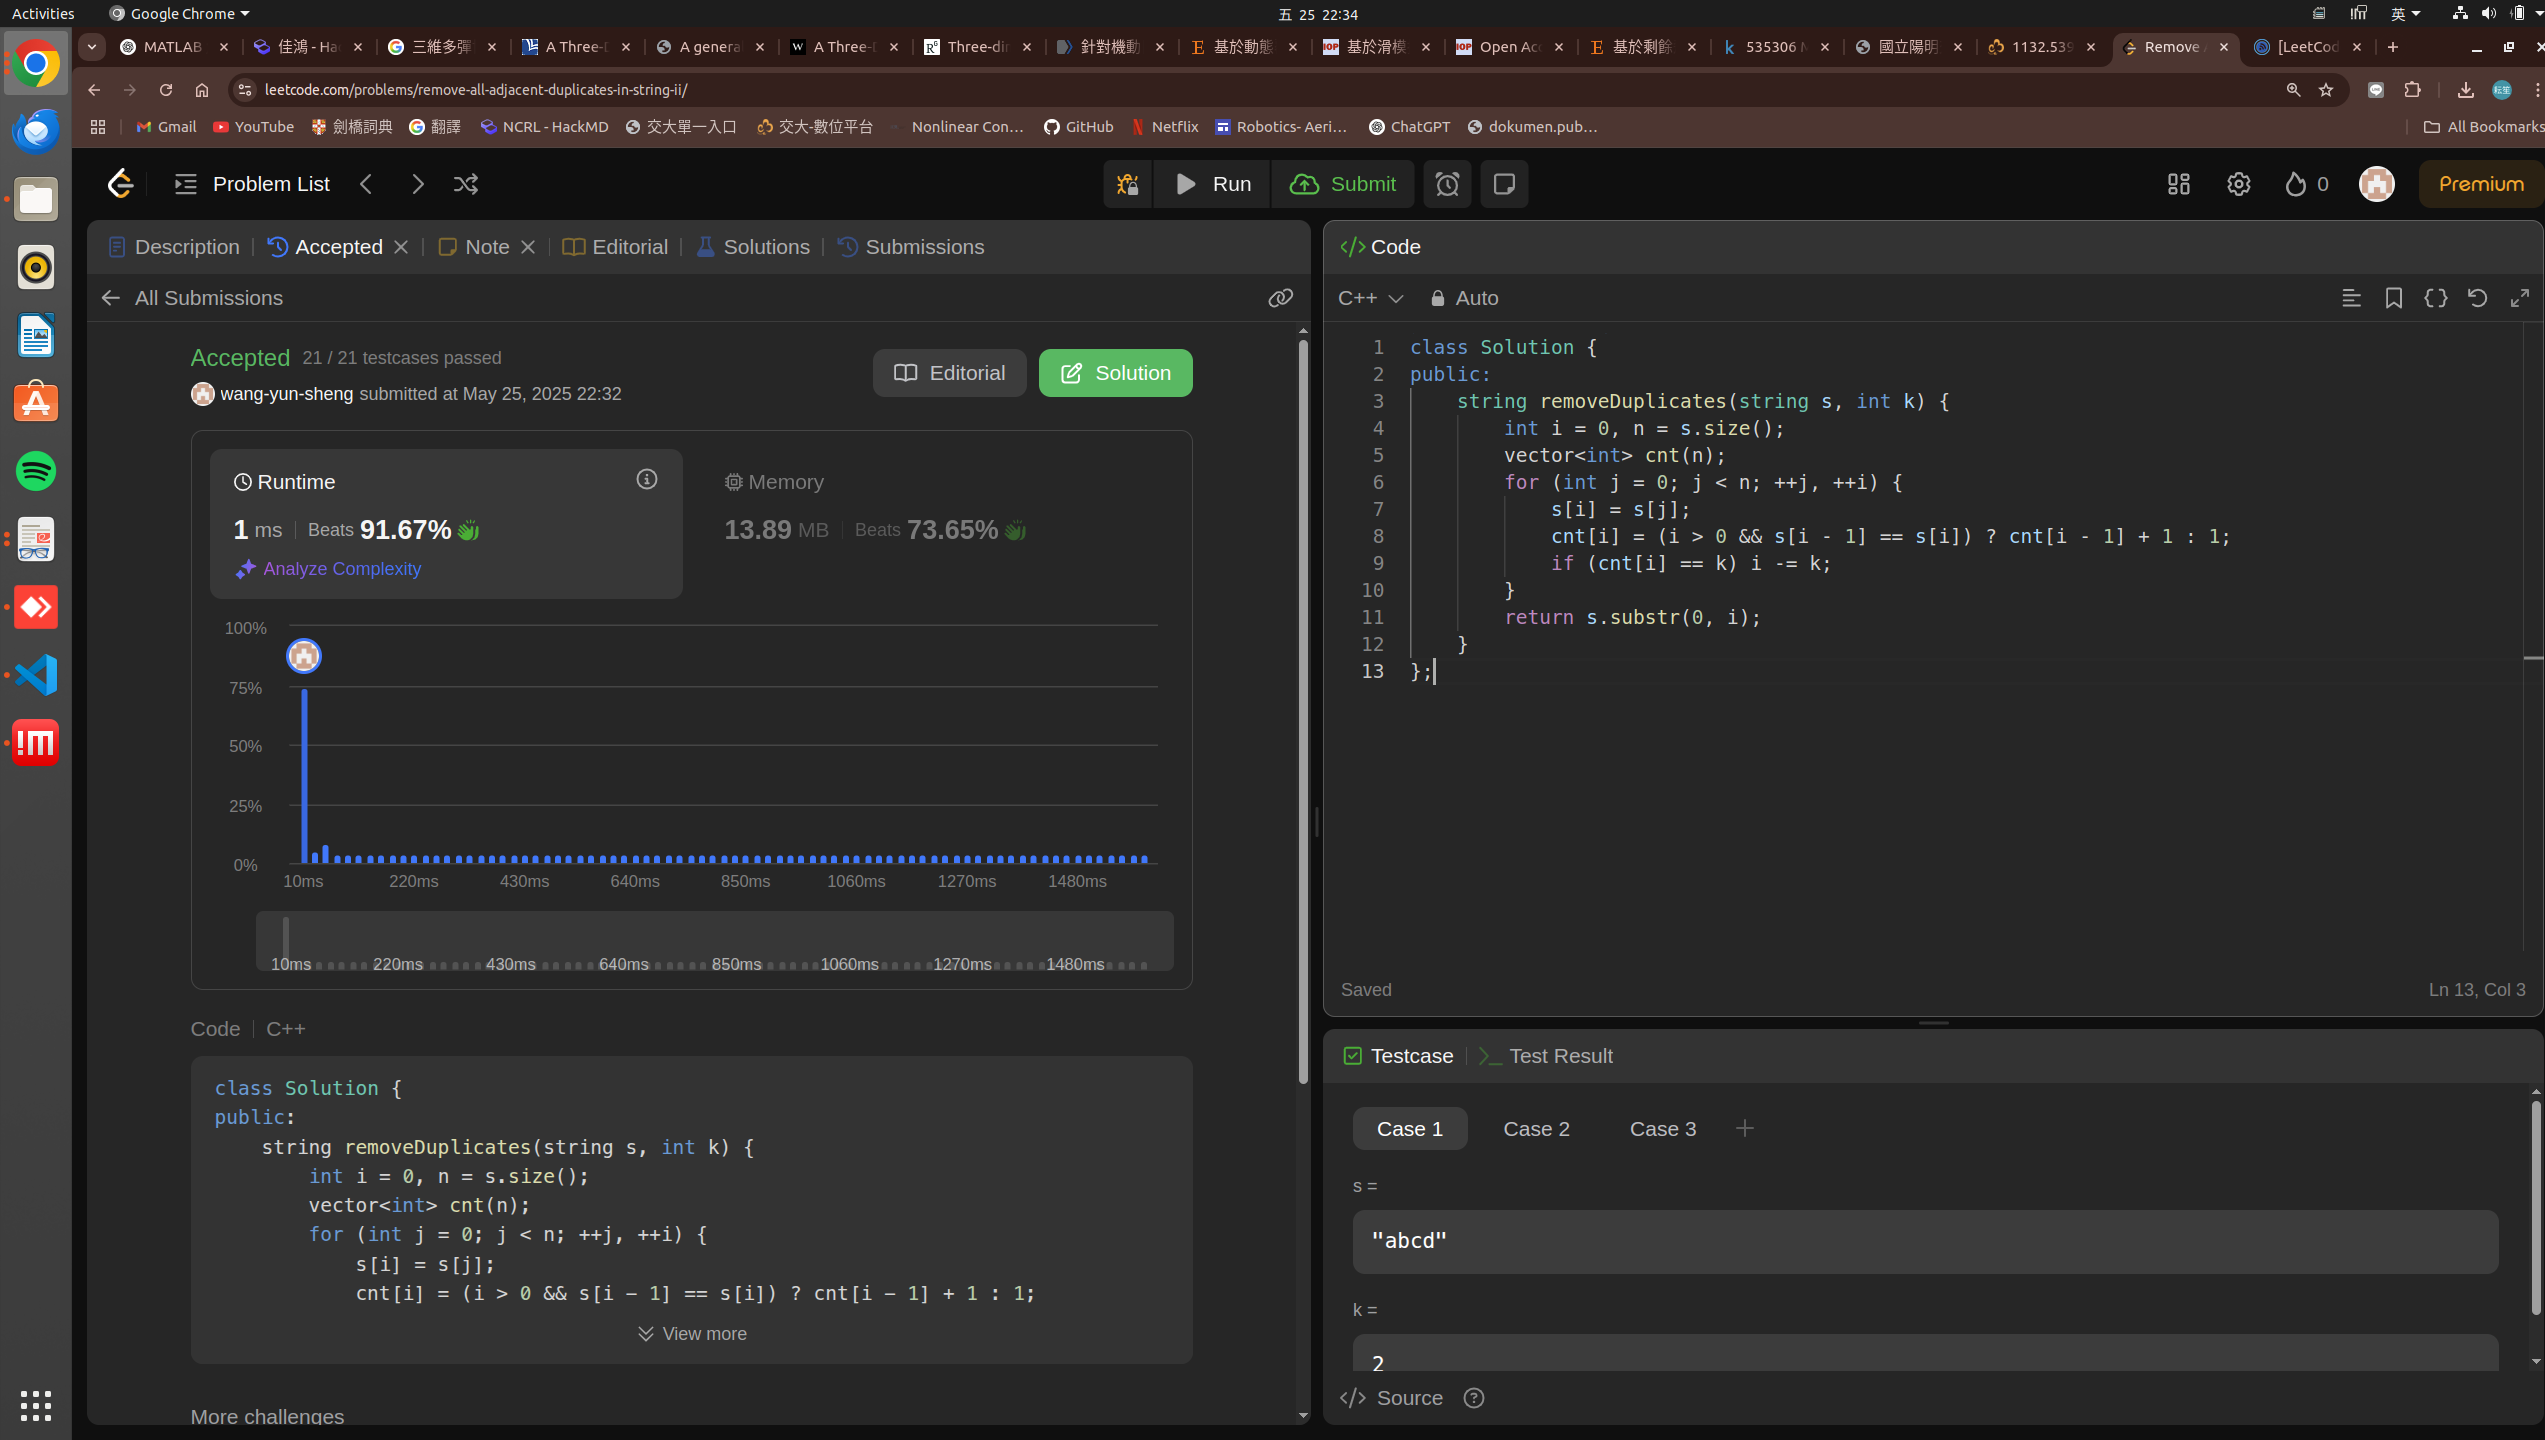 Activities
Google Chrome
五 25 22:34
英
MATLAB
佳鴻 - Ha
三維多彈
A Three-D
A genera
A Three-D
Three-dir
針對機動
基於動態
基於滑模
Open Acc
基於剩餘
535306 M
國立陽明
1132.539
Remove A
[LeetCod
leetcode.com/problems/remove-all-adjacent-duplicates-in-string-ii/
Gmail
YouTube
劍橋詞典
翻譯
NCRL - HackMD
交大單一入口
交大-數位平台
Nonlinear Con...
GitHub
Netflix
Robotics- Aeri...
ChatGPT
dokumen.pub...
All Bookmarks
Problem List
Run
Submit
0
Premium
Description
Accepted
Note
Editorial
Solutions
Submissions
All Submissions
Accepted 21 / 21 testcases passed
wang-yun-sheng submitted at May 25, 2025 22:32
Editorial
Solution
Runtime
1 ms | Beats 91.67%
Analyze Complexity
Memory
13.89 MB | Beats 73.65%
100%
75%
50%
25%
0%
10ms 220ms 430ms 640ms 850ms 1060ms 1270ms 1480ms
10ms 220ms 430ms 640ms 850ms 1060ms 1270ms 1480ms
Code | C++
class Solution {
public:
    string removeDuplicates(string s, int k) {
        int i = 0, n = s.size();
        vector<int> cnt(n);
        for (int j = 0; j < n; ++j, ++i) {
            s[i] = s[j];
            cnt[i] = (i > 0 && s[i - 1] == s[i]) ? cnt[i - 1] + 1 : 1;
View more
More challenges
Code
C++
Auto
1 class Solution {
2 public:
3     string removeDuplicates(string s, int k) {
4         int i = 0, n = s.size();
5         vector<int> cnt(n);
6         for (int j = 0; j < n; ++j, ++i) {
7             s[i] = s[j];
8             cnt[i] = (i > 0 && s[i - 1] == s[i]) ? cnt[i - 1] + 1 : 1;
9             if (cnt[i] == k) i -= k;
10         }
11         return s.substr(0, i);
12     }
13 };
Saved
Ln 13, Col 3
Testcase
Test Result
Case 1
Case 2
Case 3
s =
"abcd"
k =
2
Source